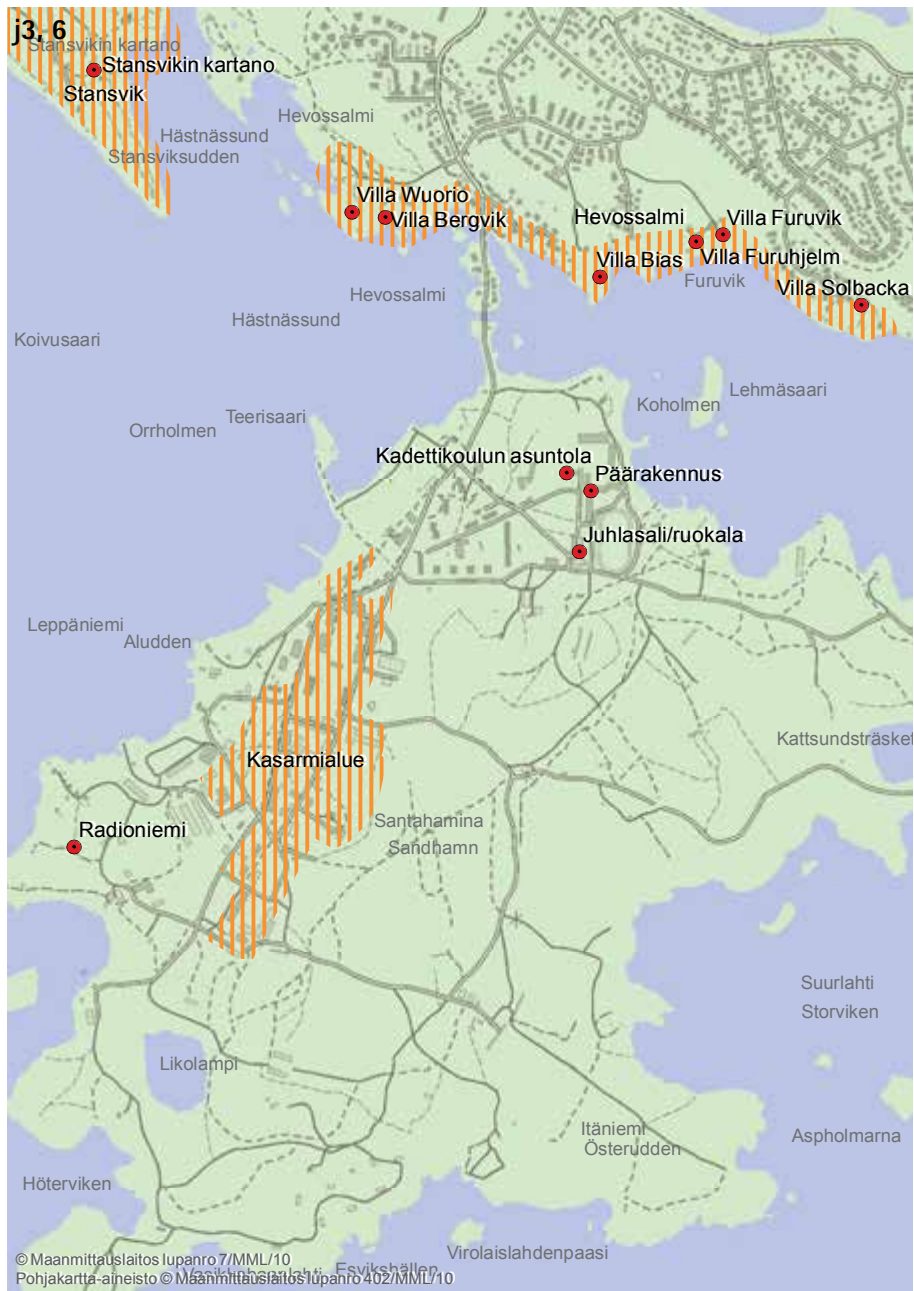 j3, 6
Stansvikin kartano
Stansvikin kartano
Stansvik
Hevossalmi
Hästnässund
Stansviksudden
Villa Wuorio
Villa Bergvik
Hevossalmi
Villa Furuvik
Villa Furuhjelm
Villa Bias
Furuvik
Villa Solbacka
Hevossalmi
Hästnässund
Koivusaari
Lehmäsaari
Koholmen
Teerisaari
Orrholmen
Kadettikoulun asuntola
Päärakennus
Juhlasali/ruokala
Leppäniemi
Aludden
Kattsundsträsket
Kasarmialue
Santahamina
Sandhamn
Radioniemi
Suurlahti
Storviken
Likolampi
Itäniemi
Österudden
Aspholmarna
Höterviken
Virolaislahdenpaasi
© Maanmittauslaitos lupanro 7/MML/10
Esvikshällen
Pohjakartta-aineisto © Maanmittauslaitos lupanro 402/MML/10